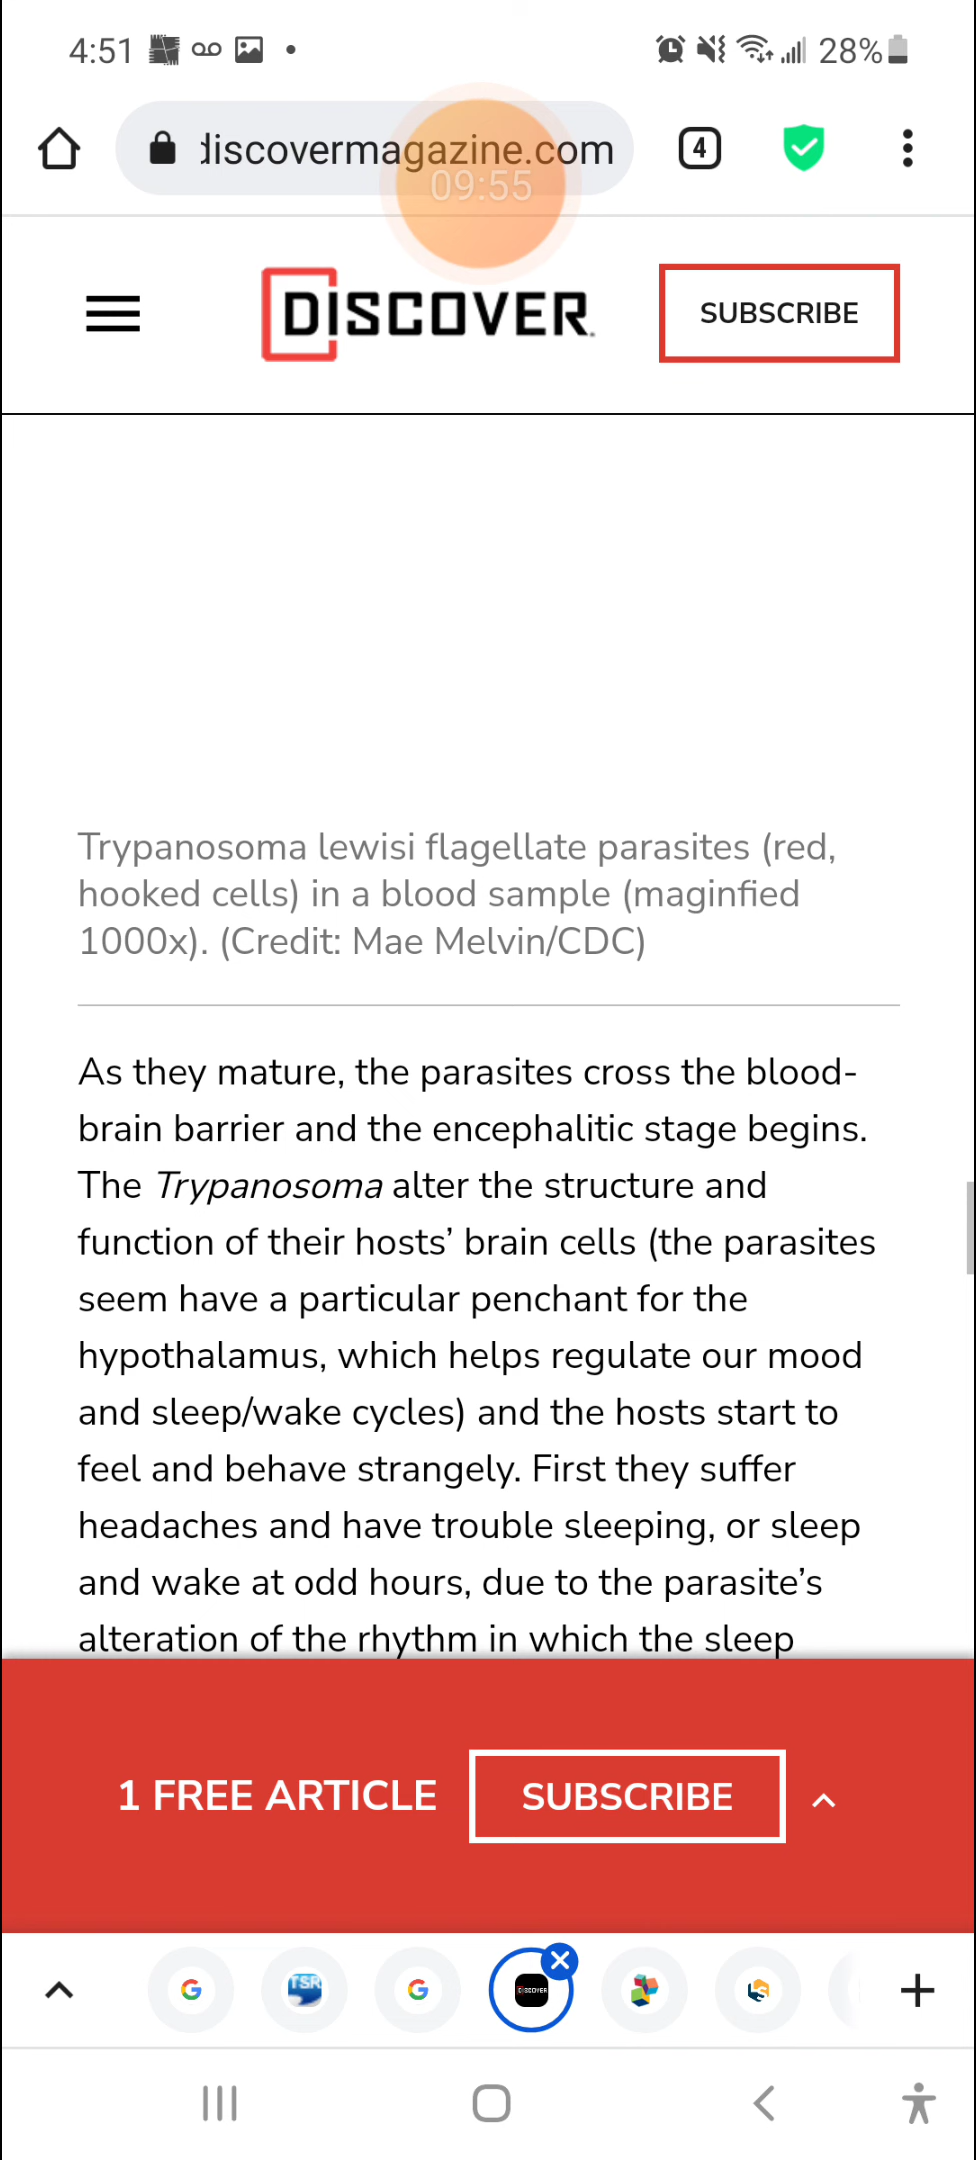 4:51
28%
discovermagazine.com
4
09:55
DISCOVER.
SUBSCRIBE
Trypanosoma lewisi flagellate parasites (red,
hooked cells) in a blood sample (maginfied
1000x). (Credit: Mae Melvin/CDC)
As they mature, the parasites cross the blood-
brain barrier and the encephalitic stage begins.
The Trypanosoma alter the structure and
function of their hosts’ brain cells (the parasites
seem have a particular penchant for the
hypothalamus, which helps regulate our mood
and sleep/wake cycles) and the hosts start to
feel and behave strangely. First they suffer
headaches and have trouble sleeping, or sleep
and wake at odd hours, due to the parasite’s
alteration of the rhythm in which the sleep
1 FREE ARTICLE
SUBSCRIBE
G
TSR
G
DISCOVER